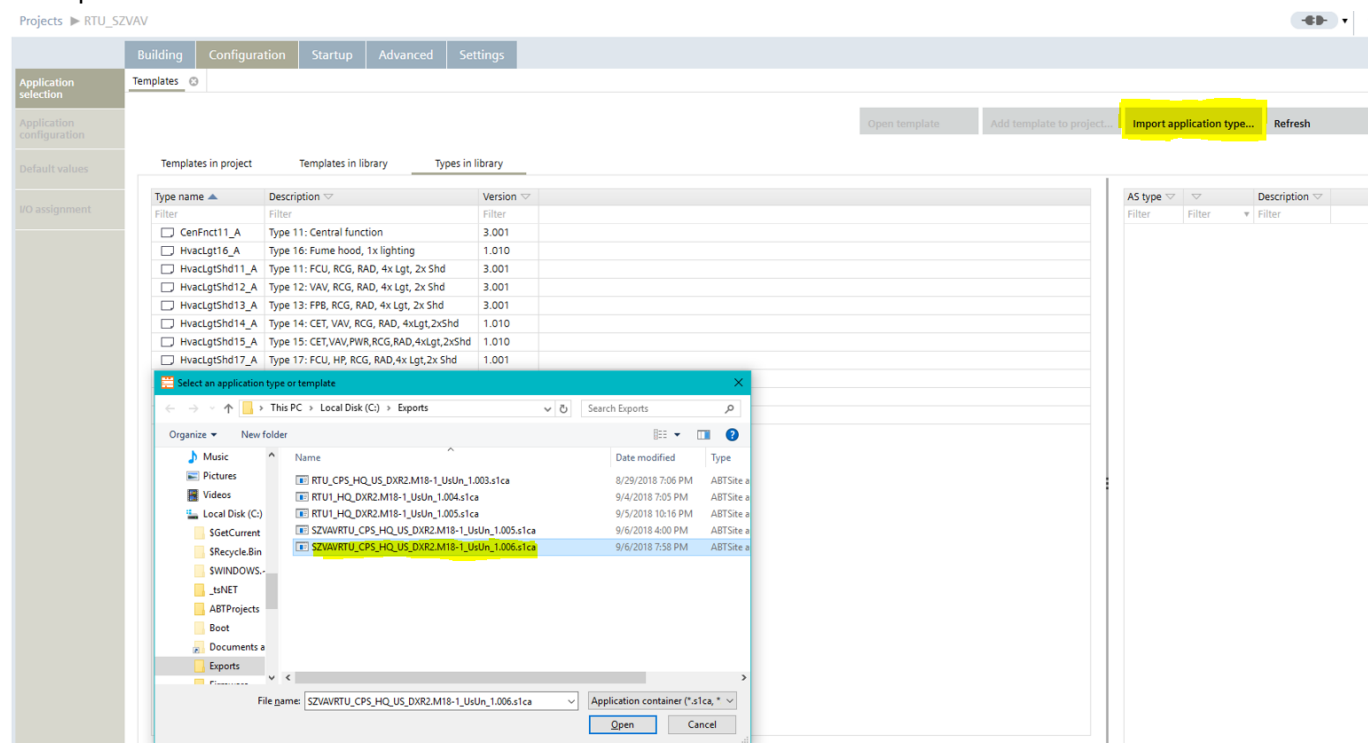 Projects ▶ RTU_SZVAV
Building Configuration Startup Advanced Settings
Application selection
Templates
Application configuration
Open template Add template to project... Import application type... Refresh
Default values
Templates in project Templates in library Types in library
I/O assignment
Type name Description Version AS type Description
Filter Filter Filter Filter Filter Filter
CenFnct11_A Type 11: Central function 3.001
HvacLgt16_A Type 16: Fume hood, 1x lighting 1.010
HvacLgtShd11_A Type 11: FCU, RCG, RAD, 4x Lgt, 2x Shd 3.001
HvacLgtShd12_A Type 12: VAV, RCG, RAD, 4x Lgt, 2x Shd 3.001
HvacLgtShd13_A Type 13: FPB, RCG, RAD, 4x Lgt, 2x Shd 3.001
HvacLgtShd14_A Type 14: CET, VAV, RCG, RAD, 4xLgt,2xShd 1.010
HvacLgtShd15_A Type 15: CET,VAV,PWR,RCG,RAD,4xLgt,2xShd 1.010
HvacLgtShd17_A Type 17: FCU, HP, RCG, RAD,4x Lgt,2x Shd 1.001
Select an application type or template
This PC > Local Disk (C:) > Exports Search Exports
Organize New folder
Music Name Date modified Type
Pictures RTU_CPS_HQ_US_DXR2.M18-1_UsUn_1.003.s1ca 8/29/2018 7:06 PM ABTSite a
Videos RTU1_HQ_DXR2.M18-1_UsUn_1.004.s1ca 9/4/2018 7:05 PM ABTSite a
Local Disk (C:) RTU1_HQ_DXR2.M18-1_UsUn_1.005.s1ca 9/5/2018 10:16 PM ABTSite a
$GetCurrent SZVAVRTU_CPS_HQ_US_DXR2.M18-1_UsUn_1.005.s1ca 9/6/2018 4:00 PM ABTSite a
$Recycle.Bin SZVAVRTU_CPS_HQ_US_DXR2.M18-1_UsUn_1.006.s1ca 9/6/2018 7:58 PM ABTSite a
$WINDOWS.~
_tsNET
ABTProjects
Boot
Documents a
Exports
File name: SZVAVRTU_CPS_HQ_US_DXR2.M18-1_UsUn_1.006.s1ca Application container (*.s1ca, *
Open Cancel